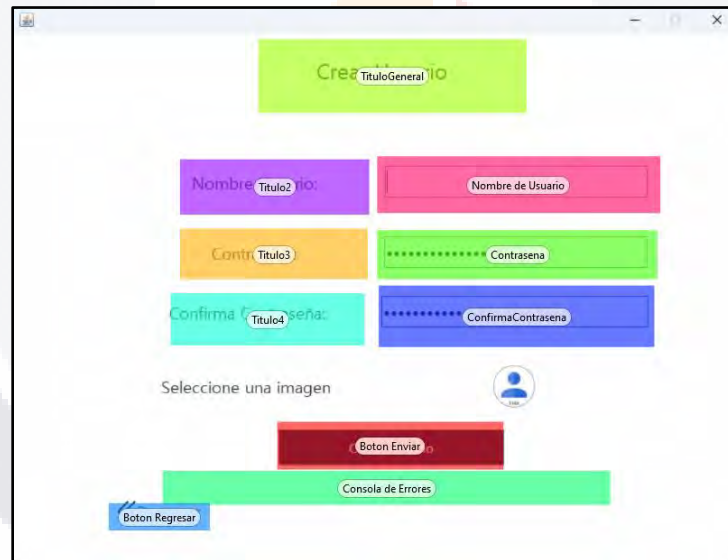 TituloGeneral
Titulo2
Nombre de Usuario
Titulo3
Contrasena
Confirma
Titulo4
ConfirmaContrasena
Seleccione una imagen
Boton Enviar
Consola de Errores
Boton Regresar